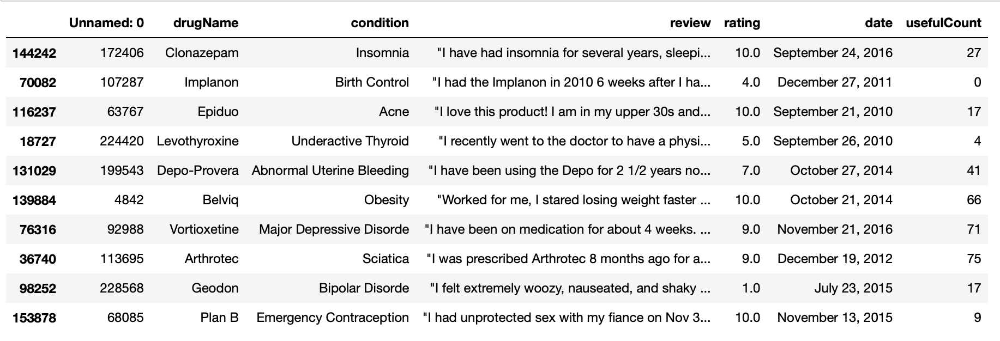 Unnamed: 0 drugName condition review rating date usefulCount
144242 172406 Clonazepam Insomnia "I have had insomnia for several years, sleepi... 10.0 September 24, 2016 27
70082 107287 Implanon Birth Control "I had the Implanon in 2010 6 weeks after I ha... 4.0 December 27, 2011 0
116237 63767 Epiduo Acne "I love this product! I am in my upper 30s and... 10.0 September 21, 2010 17
18727 224420 Levothyroxine Underactive Thyroid "I recently went to the doctor to have a physi... 5.0 September 26, 2010 4
131029 199543 Depo-Provera Abnormal Uterine Bleeding "I have been using the Depo for 2 1/2 years no... 7.0 October 27, 2014 41
139884 4842 Belviq Obesity "Worked for me, I stared losing weight faster ... 10.0 October 21, 2014 66
76316 92988 Vortioxetine Major Depressive Disorde "I have been on medication for about 4 weeks. ... 9.0 November 21, 2016 71
36740 113695 Arthrotec Sciatica "I was prescribed Arthrotec 8 months ago for a... 9.0 December 19, 2012 75
98252 228568 Geodon Bipolar Disorde "I felt extremely woozy, nauseated, and shaky ... 1.0 July 23, 2015 17
153878 68085 Plan B Emergency Contraception "I had unprotected sex with my fiance on Nov 3... 10.0 November 13, 2015 9